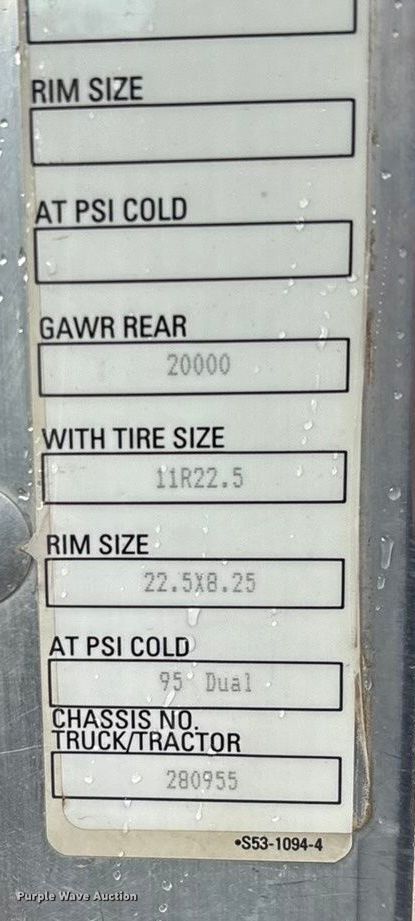 RIM SIZE
AT PSI COLD
GAWR REAR
20000
WITH TIRE SIZE
11R22.5
RIM SIZE
22.5X8.25
AT PSI COLD
95 Dual
CHASSIS NO.
TRUCK/TRACTOR
280955
•S53-1094-4
Purple Wave Auction